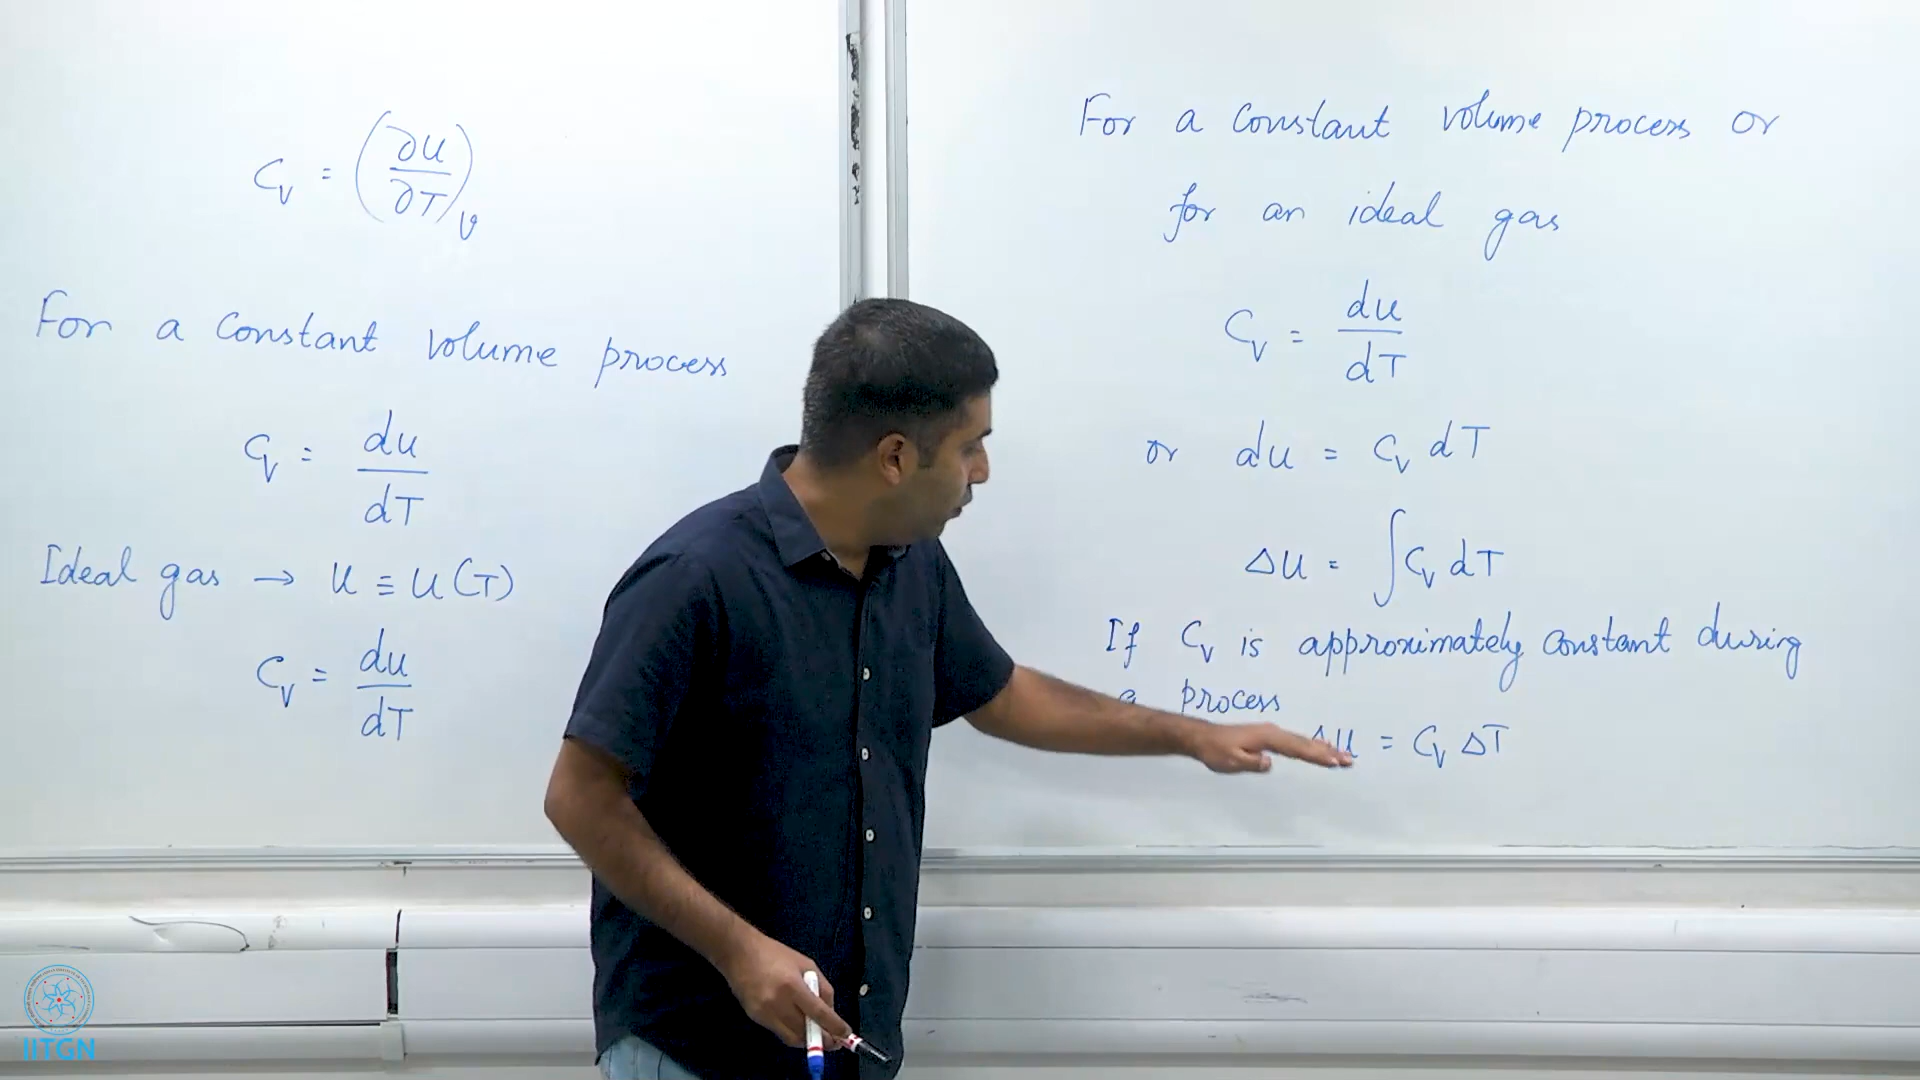 Cv = (∂u/∂T)v
For a constant volume process
Cv = du/dT
Ideal gas → u ≡ u(T)
Cv = du/dT
For a constant volume process or
for an ideal gas
Cv = du/dT
or du = Cv dT
Δu = ∫Cv dT
If Cv is approximately constant during
a process
Δu = Cv ΔT
IITGN